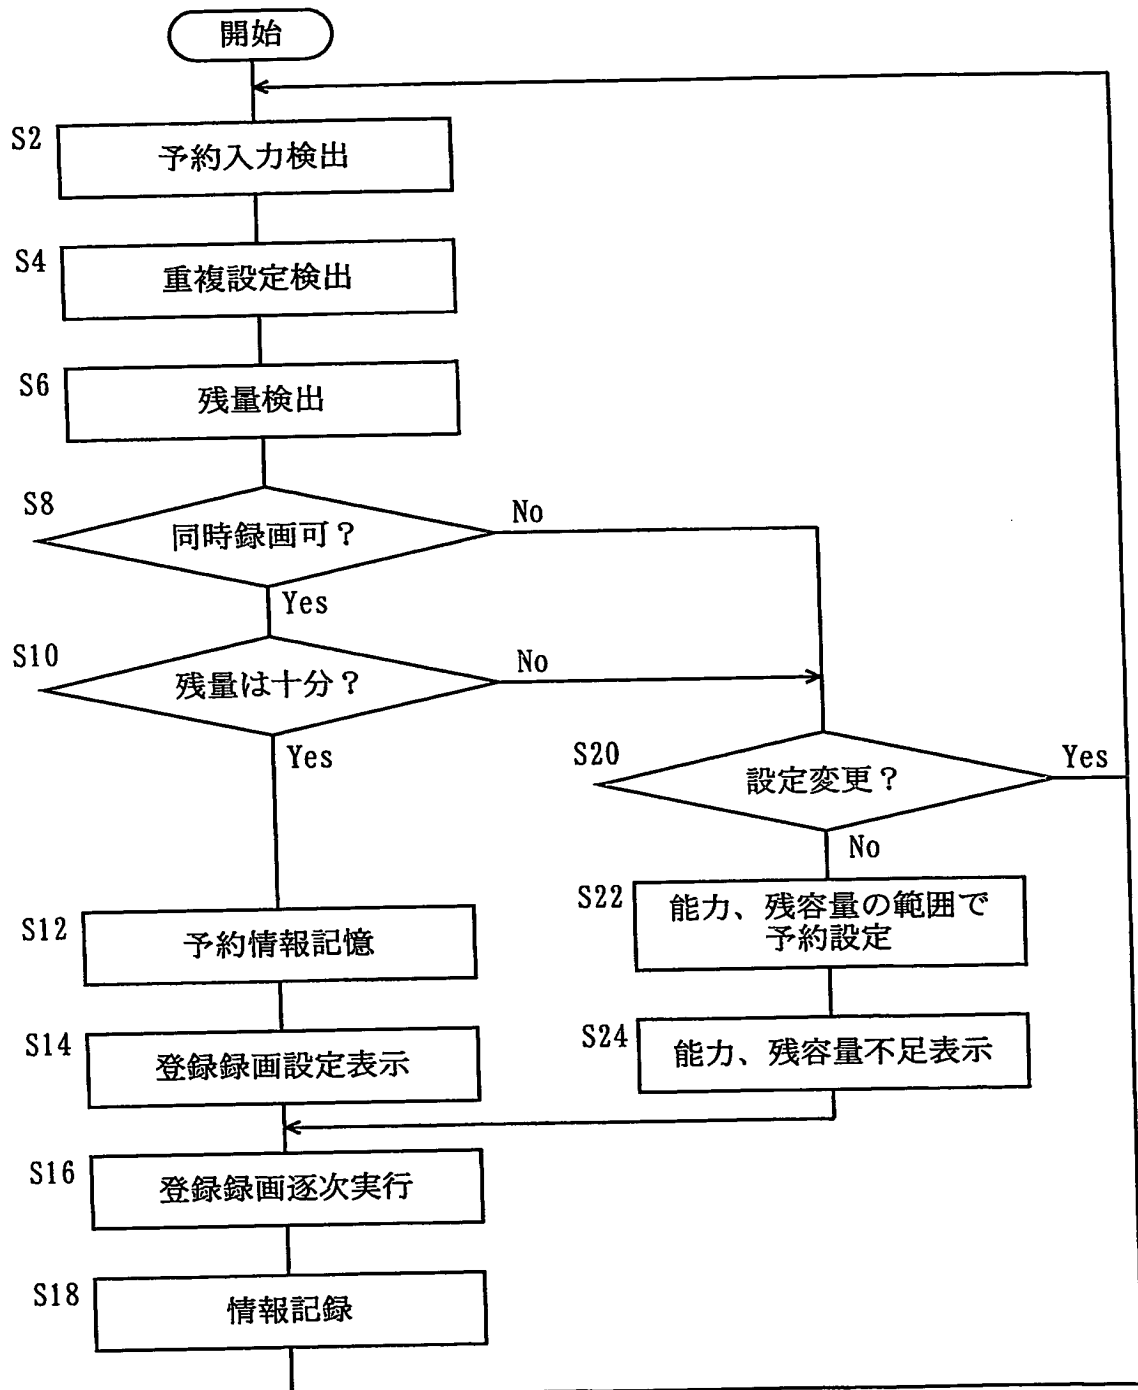 開始
S2
予約入力検出
S4
重複設定検出
S6
残量検出
S8
同時録画可？
No
Yes
S10
残量は十分？
No
Yes
S20
設定変更？
Yes
No
S22
能力、残容量の範囲で
予約設定
S12
予約情報記憶
S24
能力、残容量不足表示
S14
登録録画設定表示
S16
登録録画逐次実行
S18
情報記録